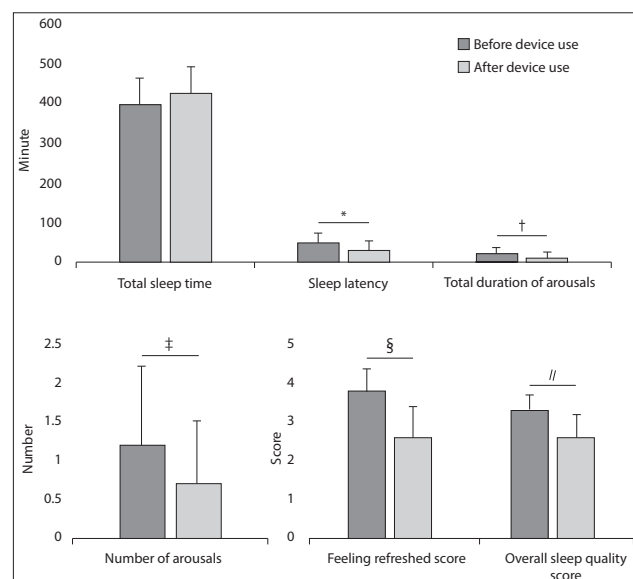 600
500
400
300
200
100
0
Minute
Before device use
After device use
*
†
Total sleep time
Sleep latency
Total duration of arousals
2.5
2
1.5
1
0.5
0
Number
‡
Number of arousals
5
4
3
2
1
0
Score
§
//
Feeling refreshed score
Overall sleep quality
score